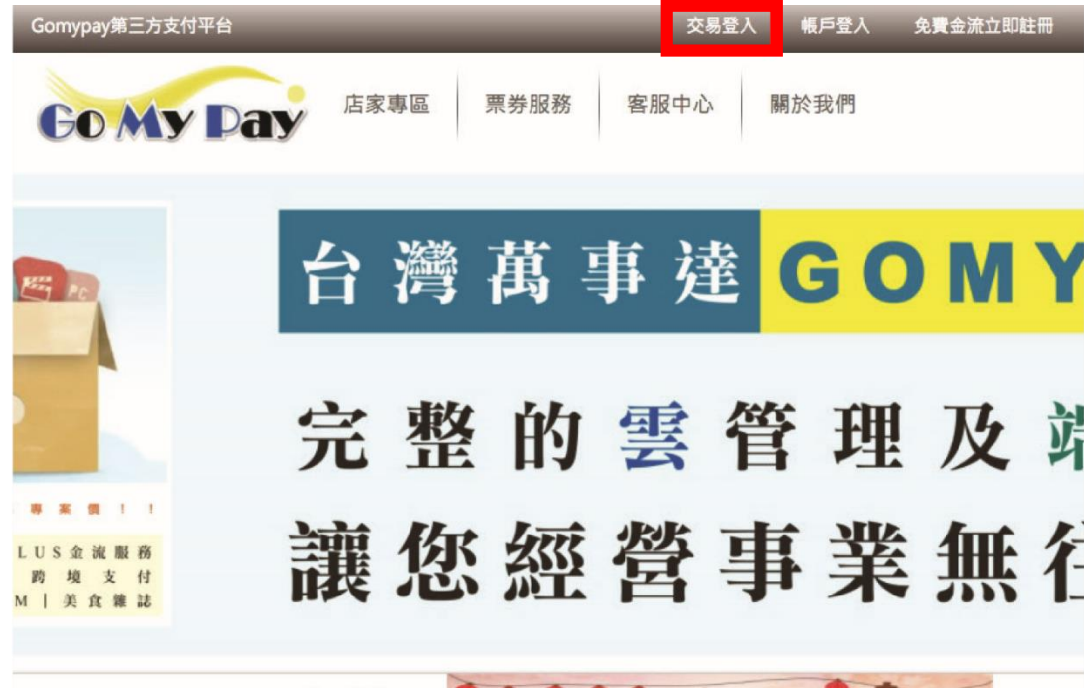 Gomypay第三方支付平台 交易登入 帳戶登入 免費金流立即註冊
Go My Pay 店家專區 票券服務 客服中心 關於我們
台灣萬事達 GOMY
完整的雲管理及端
讓您經營事業無往
PC
專案價!!
LUS金流服務
跨境支付
M|美食雜誌